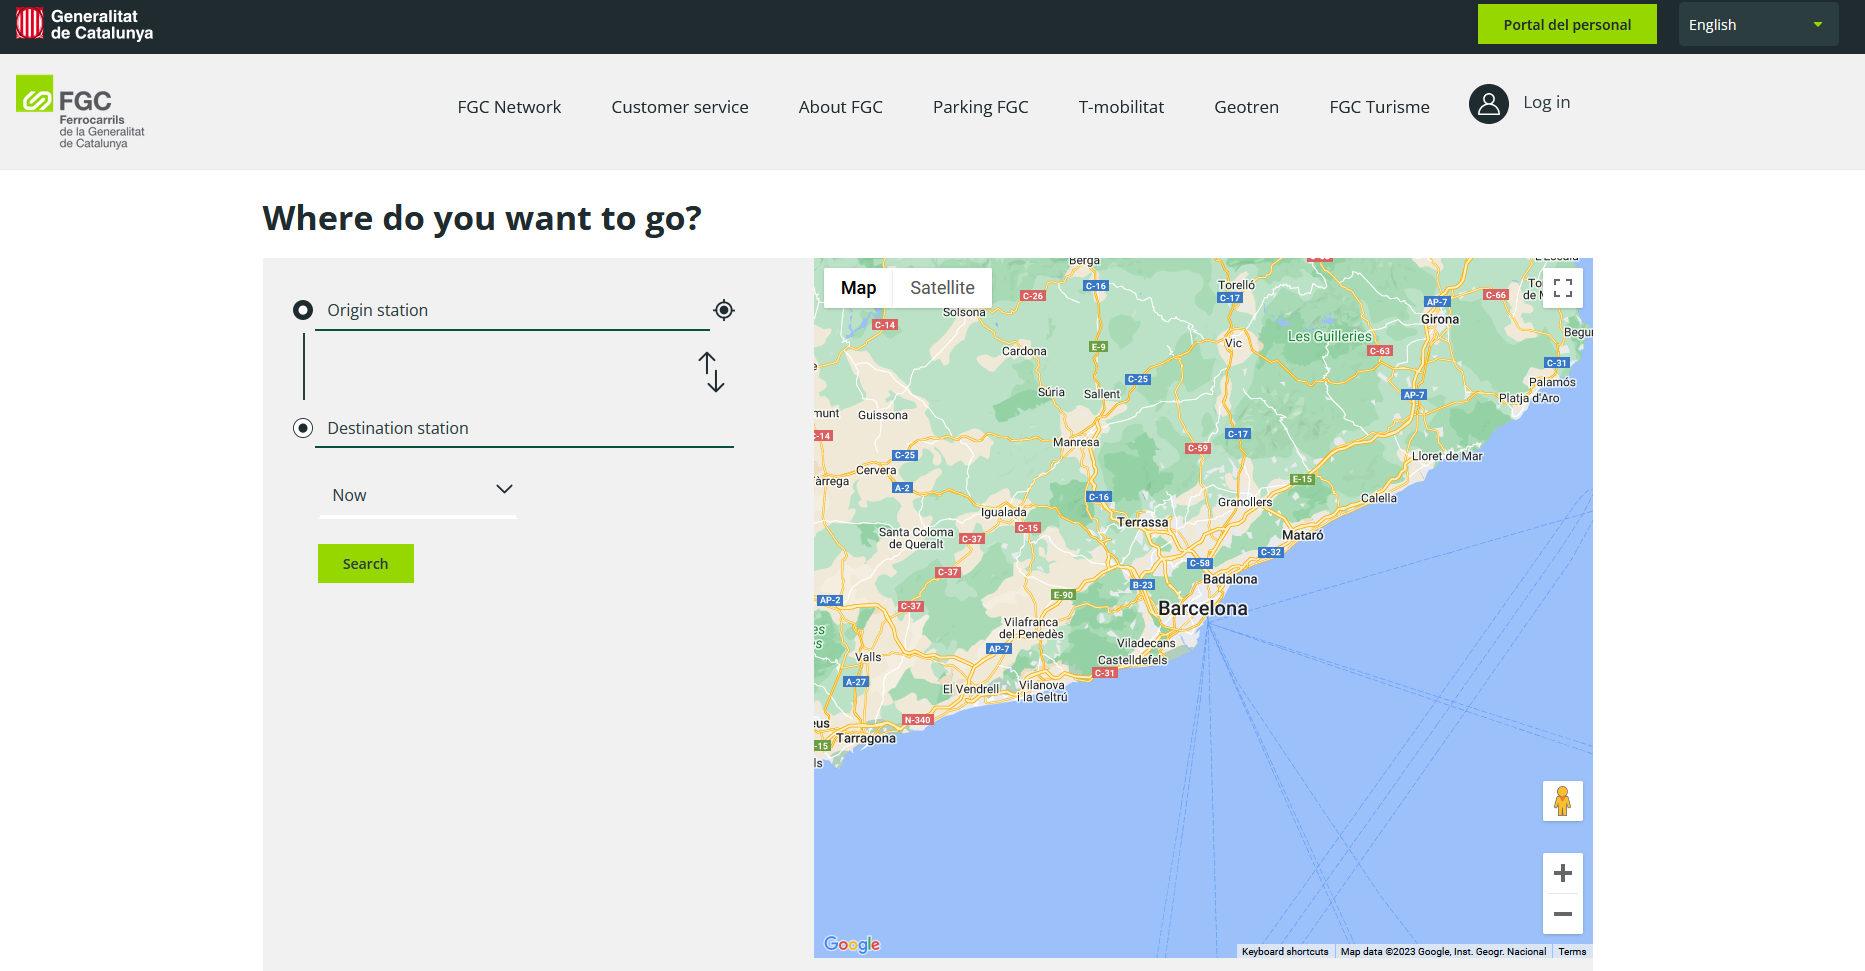 Generalitat
de Catalunya
Portal del personal
English
FGC
Ferrocarrils
de la Generalitat
de Catalunya
FGC Network
Customer service
About FGC
Parking FGC
T-mobilitat
Geotren
FGC Turisme
Log in
Where do you want to go?
Origin station
Destination station
Now
Search
Map
Satellite
Berga
C-16
Torelló
C-17
C-26
Solsona
C-14
AP-7
C-66
Girona
Begur
Les Guilleries
Vic
C-63
Cardona
E-9
C-31
C-25
Palamós
Platja d'Aro
AP-7
Súria
Sallent
Guissona
C-14
C-17
Manresa
C-59
C-25
Lloret de Mar
Cervera
A-2
E-15
C-16
Calella
Granollers
Igualada
C-15
Terrassa
Santa Coloma
de Queralt
C-37
Mataró
C-32
C-58
C-37
Badalona
B-23
E-90
AP-2
C-37
Barcelona
Vilafranca
del Penedès
AP-7
Viladecans
Castelldefels
C-31
Valls
A-27
El Vendrell
Vilanova
i la Geltrú
N-340
Tarragona
-15
Google
Keyboard shortcuts
Map data ©2023 Google, Inst. Geogr. Nacional
Terms